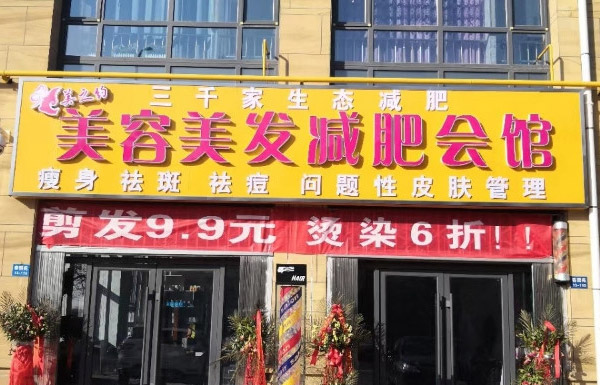 美之约
三千家生态减肥
美容美发减肥会馆
瘦身 祛斑 祛痘 问题性皮肤管理
剪发9.9元 烫染6折!!